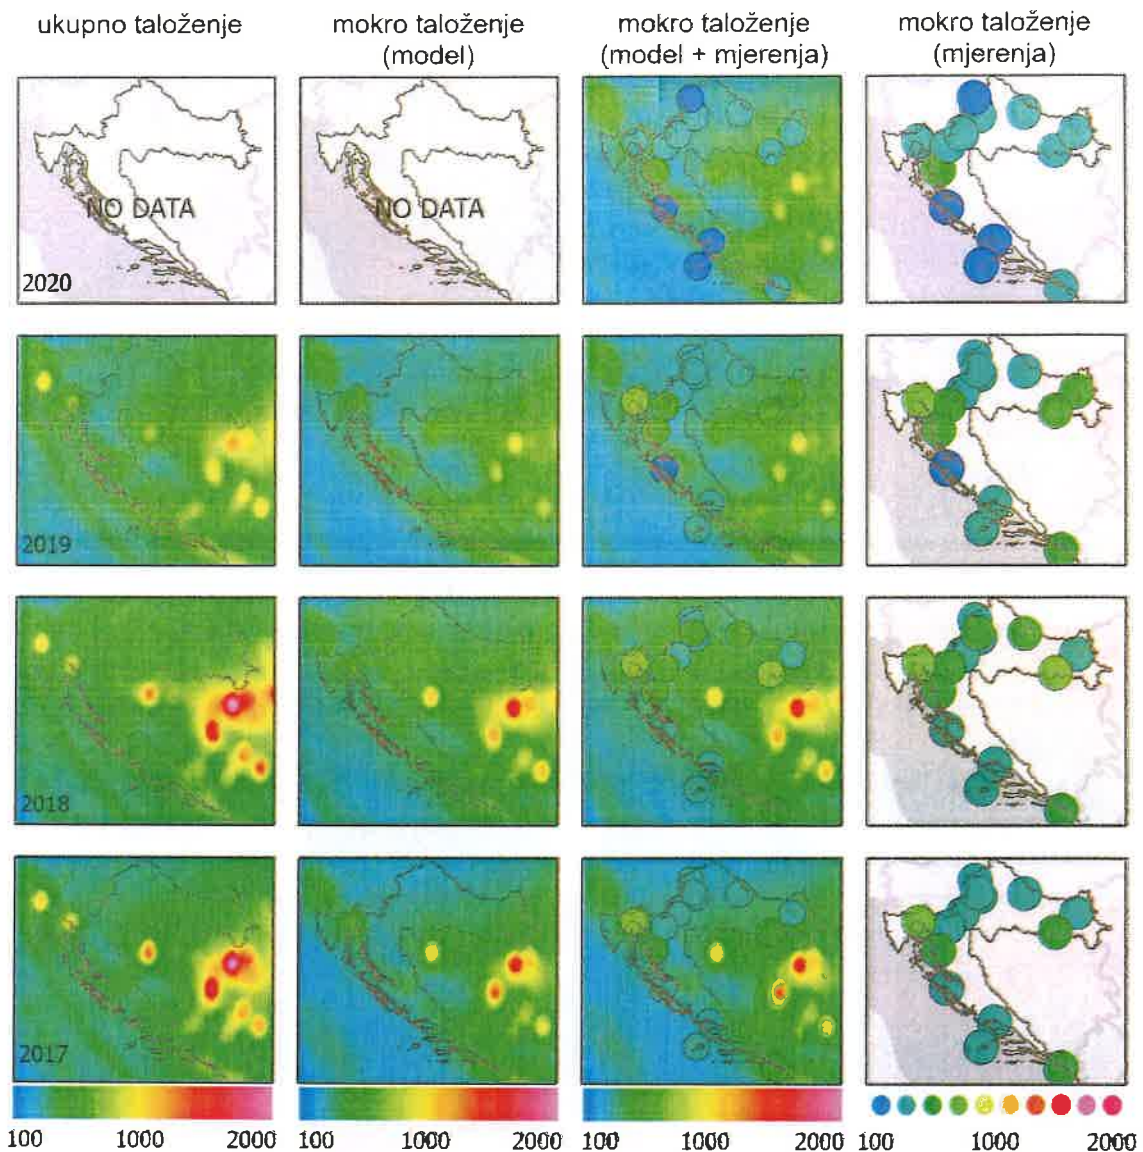 ukupno taloženje
mokro taloženje
(model)
mokro taloženje
(model + mjerenja)
mokro taloženje
(mjerenja)
NO DATA
2020
NO DATA
2019
2018
2017
100 1000 2000
100 1000 2000
100 1000 2000
100 1000 2000